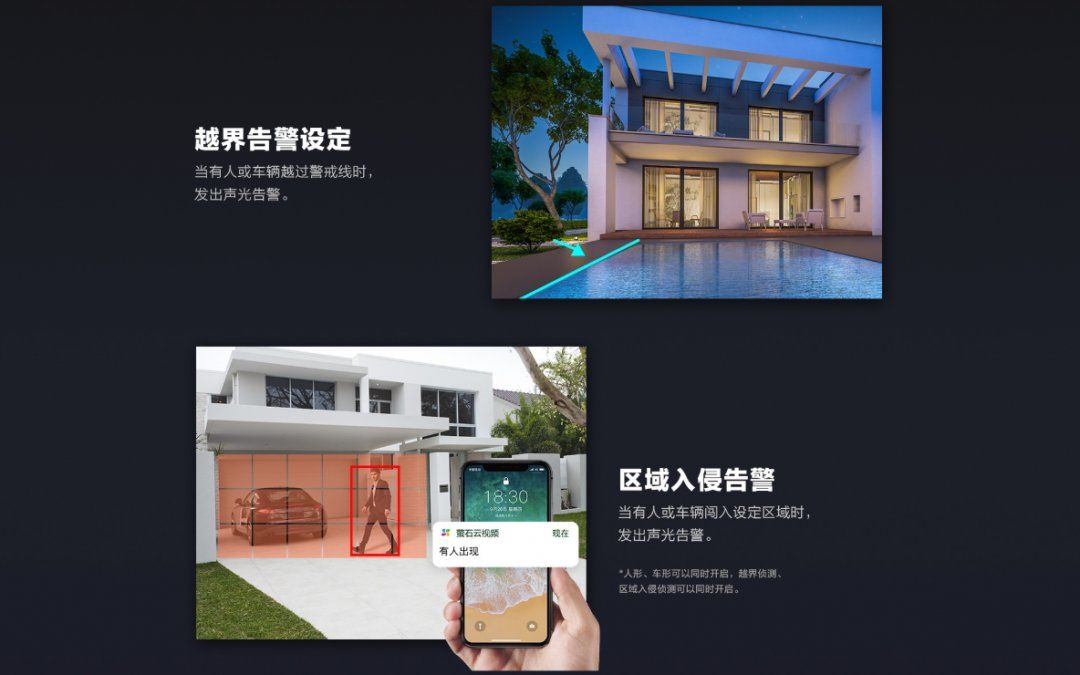 越界告警设定
当有人或车辆越过警戒线时，
发出声光告警。
18:30
萤石云视频
现在
有人出现
区域入侵告警
当有人或车辆闯入设定区域时，
发出声光告警。
*人形、车形可以同时开启，越界侦测、
区域入侵侦测可以同时开启。